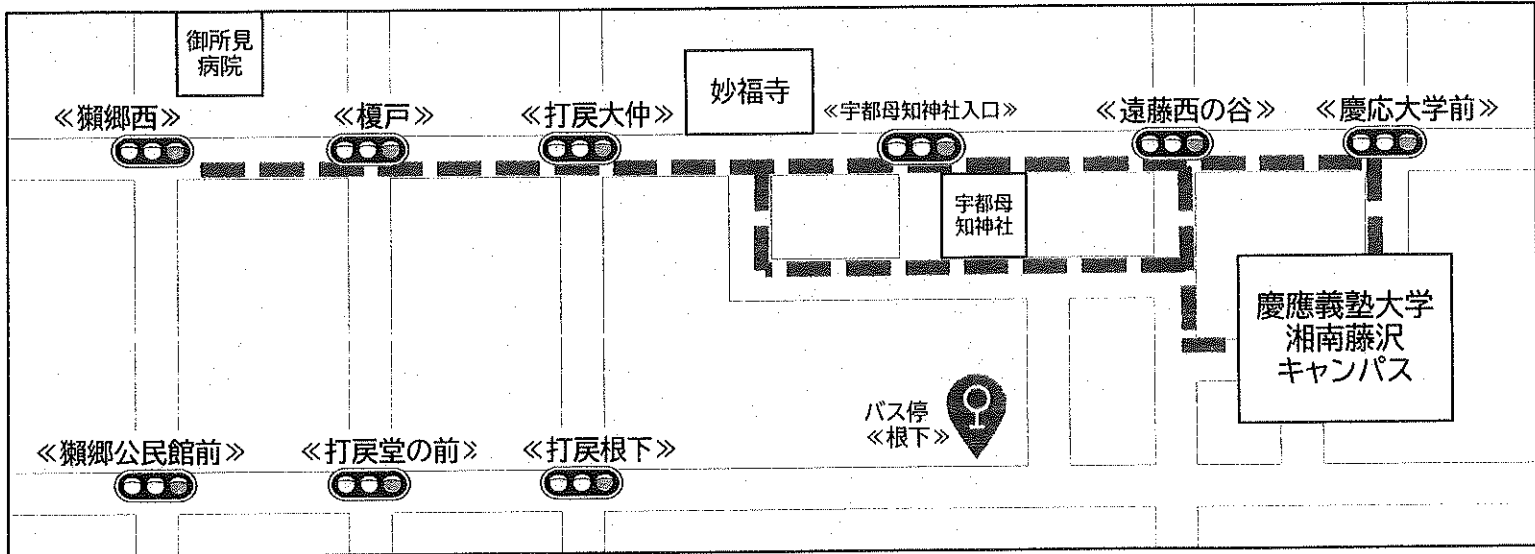 御所見
病院
妙福寺
≪獺郷西≫
≪榎戸≫
≪打戻大仲≫
≪宇都母知神社入口≫
≪遠藤西の谷≫
≪慶応大学前≫
宇都母
知神社
慶應義塾大学
湘南藤沢
キャンパス
バス停
≪根下≫
≪獺郷公民館前≫
≪打戻堂の前≫
≪打戻根下≫